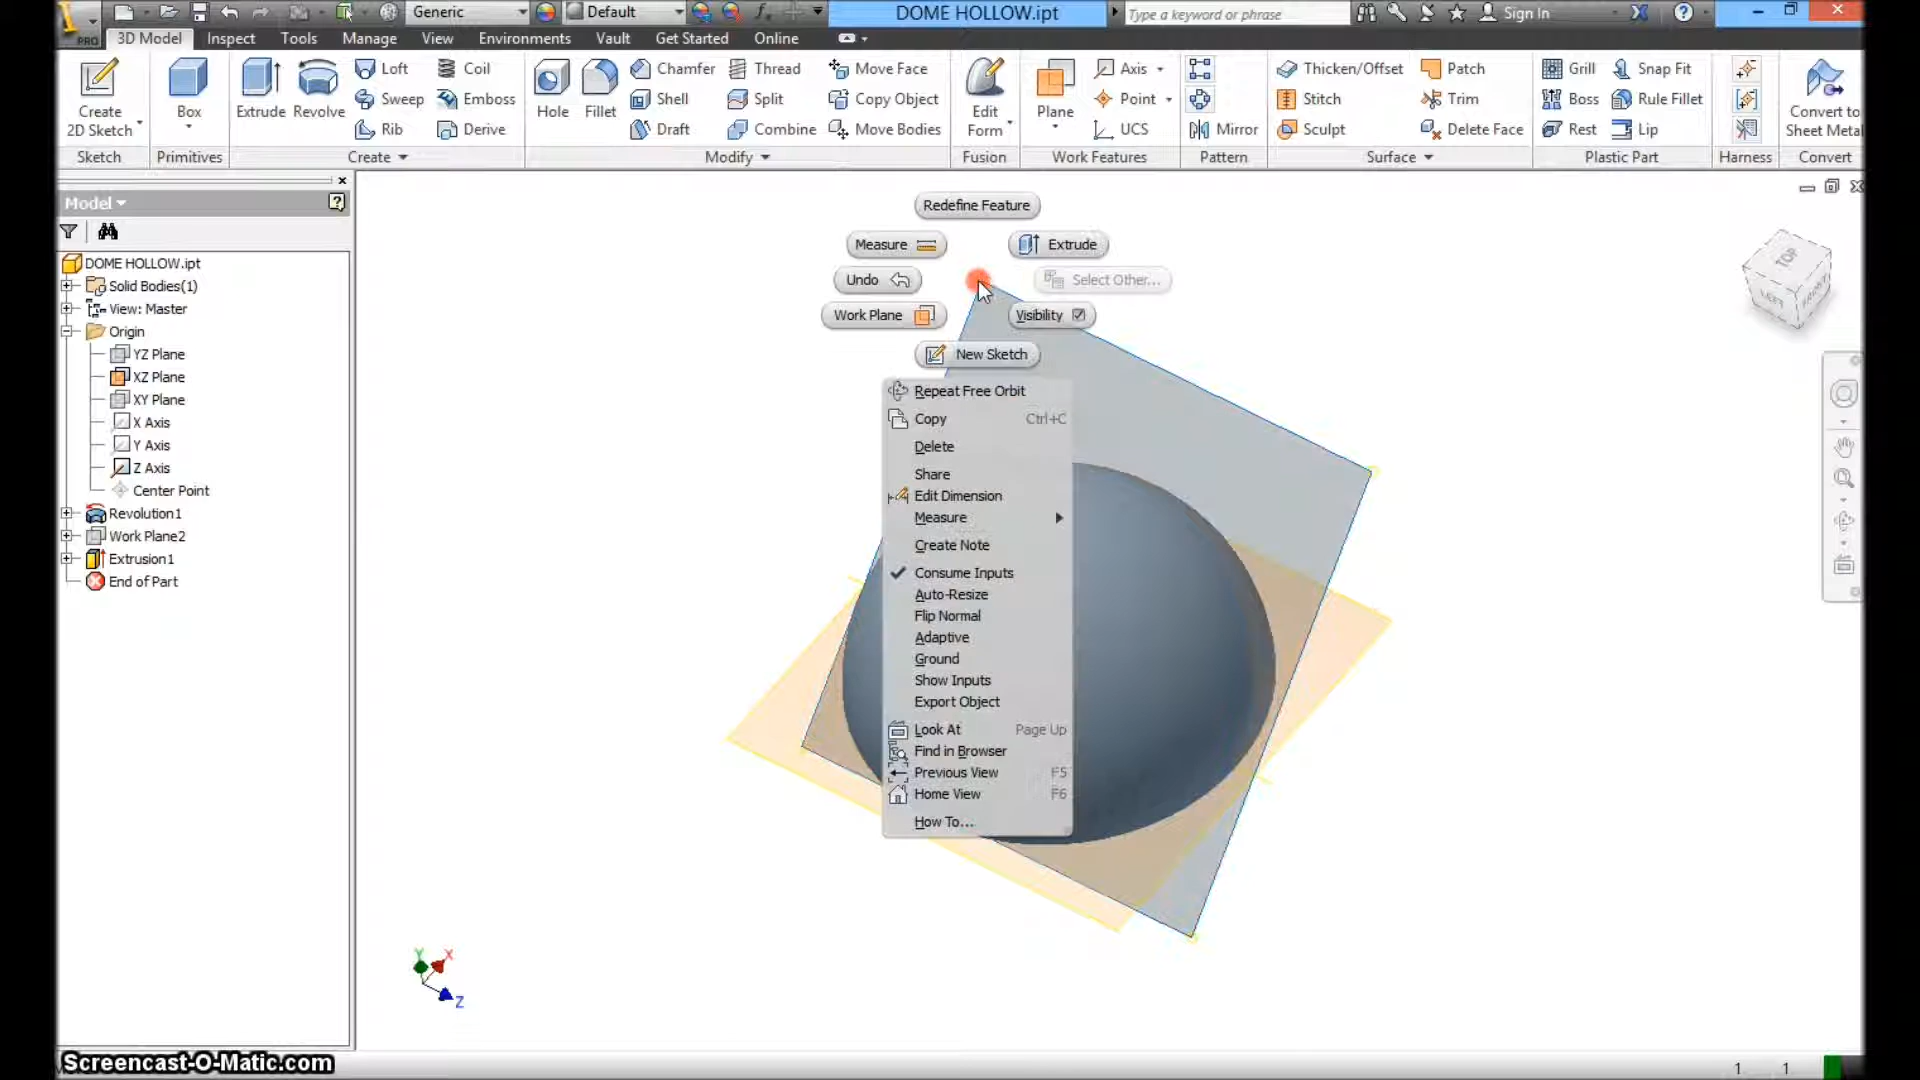 PRO
Generic
Default
DOME HOLLOW.ipt
Type a keyword or phrase
Sign In
3D Model
Inspect
Tools
Manage
View
Environments
Vault
Get Started
Online
Create
2D Sketch
Sketch
Box
Primitives
Extrude
Revolve
Loft
Sweep
Rib
Coil
Emboss
Derive
Create
Hole
Fillet
Chamfer
Shell
Draft
Thread
Split
Combine
Move Face
Copy Object
Move Bodies
Modify
Edit
Form
Fusion
Plane
Axis
Point
UCS
Work Features
Mirror
Pattern
Thicken/Offset
Stitch
Sculpt
Patch
Trim
Delete Face
Surface
Grill
Boss
Rest
Snap Fit
Rule Fillet
Lip
Plastic Part
Harness
Convert to
Sheet Metal
Convert
Model
DOME HOLLOW.ipt
Solid Bodies(1)
View: Master
Origin
YZ Plane
XZ Plane
XY Plane
X Axis
Y Axis
Z Axis
Center Point
Revolution1
Work Plane2
Extrusion1
End of Part
Redefine Feature
Measure
Extrude
Undo
Select Other...
Work Plane
Visibility
New Sketch
Repeat Free Orbit
Copy Ctrl+C
Delete
Share
Edit Dimension
Measure
Create Note
Consume Inputs
Auto-Resize
Flip Normal
Adaptive
Ground
Show Inputs
Export Object
Look At Page Up
Find in Browser
Previous View F5
Home View F6
How To...
TOP
LEFT
FRONT
Y
X
Z
Screencast-O-Matic.com
1 1